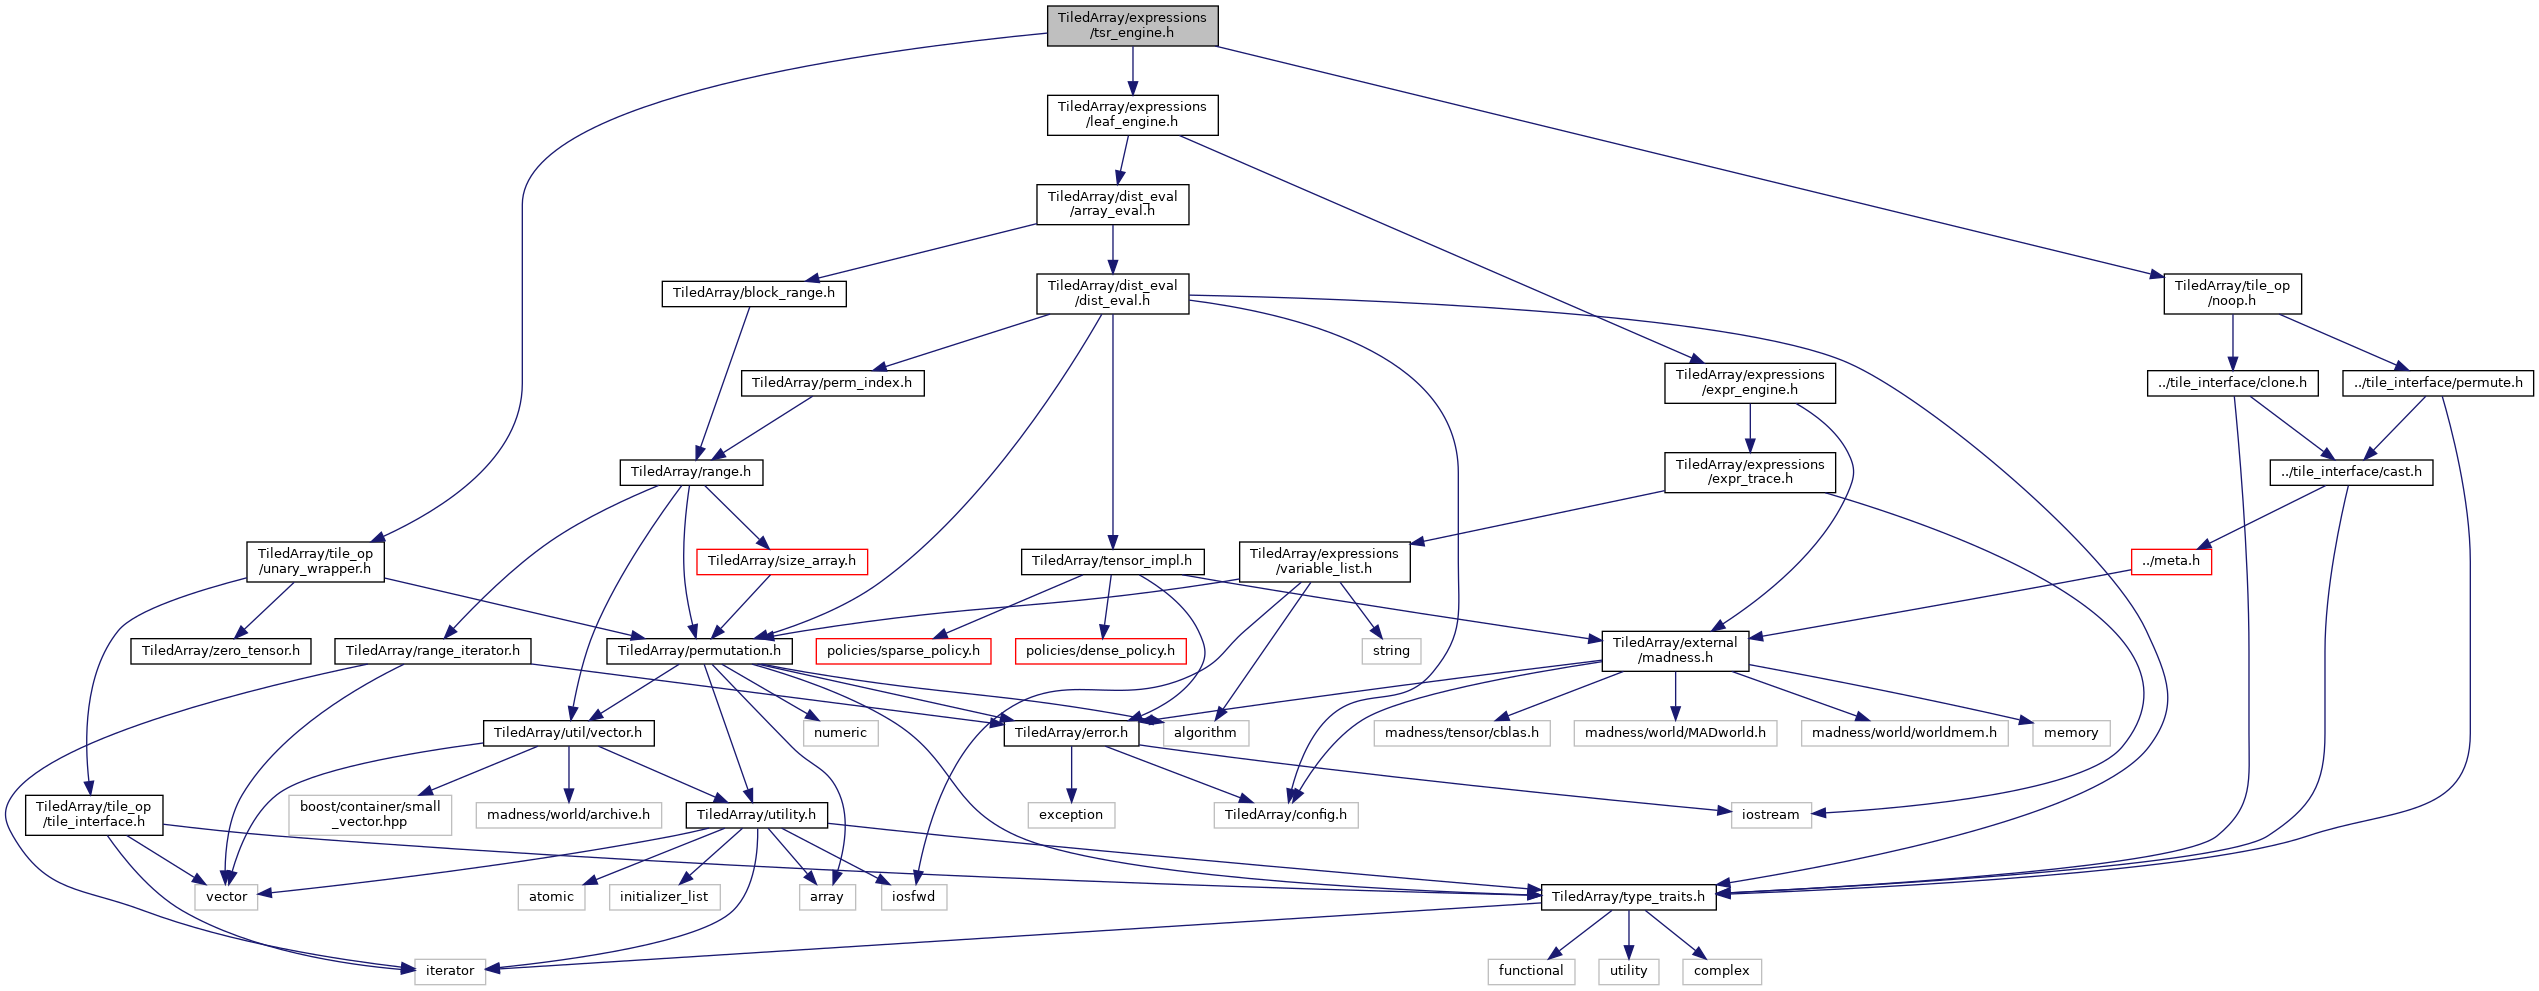 TiledArray/expressions
/tsr_engine.h
TiledArray/expressions
/leaf_engine.h
TiledArray/dist_eval
/array_eval.h
TiledArray/block_range.h
TiledArray/dist_eval
/dist_eval.h
TiledArray/tile_op
/noop.h
TiledArray/perm_index.h
TiledArray/expressions
/expr_engine.h
../tile_interface/clone.h
../tile_interface/permute.h
TiledArray/range.h
TiledArray/expressions
/expr_trace.h
../tile_interface/cast.h
TiledArray/tile_op
/unary_wrapper.h
TiledArray/size_array.h
TiledArray/tensor_impl.h
TiledArray/expressions
/variable_list.h
../meta.h
TiledArray/zero_tensor.h
TiledArray/range_iterator.h
TiledArray/permutation.h
policies/sparse_policy.h
policies/dense_policy.h
string
TiledArray/external
/madness.h
TiledArray/util/vector.h
numeric
TiledArray/error.h
algorithm
madness/tensor/cblas.h
madness/world/MADworld.h
madness/world/worldmem.h
memory
TiledArray/tile_op
/tile_interface.h
boost/container/small
_vector.hpp
madness/world/archive.h
TiledArray/utility.h
exception
TiledArray/config.h
iostream
vector
atomic
initializer_list
array
iosfwd
TiledArray/type_traits.h
iterator
functional
utility
complex